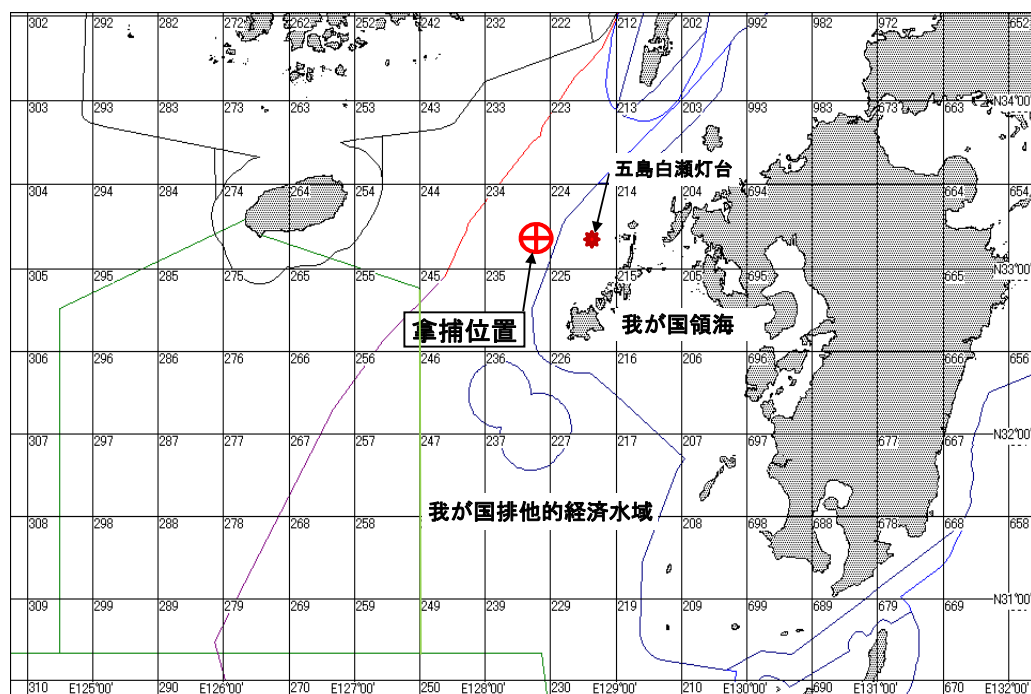 302 292 282 272 262 252 242 232 222 212 202 992 982 972 652
303 293 283 273 263 253 243 233 223 213 203 993 983 673 663 N34°00'
五島白瀬灯台
304 294 284 274 264 254 244 234 224 214 694 664 654
305 295 285 275 265 255 245 235 225 215 205 695 665 N33°00'
拿捕位置
我が国領海
306 296 286 276 266 256 246 236 226 216 696 666 656
307 297 287 277 267 257 247 237 227 217 207 697 677 667 N32°00'
我が国排他的経済水域
308 298 288 278 268 258 208 698 688 678 668 658
309 299 289 279 269 259 249 239 229 219 209 699 689 679 669 N31°00'
310 E125°00' 290 E126°00' 270 E127°00' 250 E128°00' 230 E129°00' 210 E130°00' 690 E131°00' 670 E132°00'